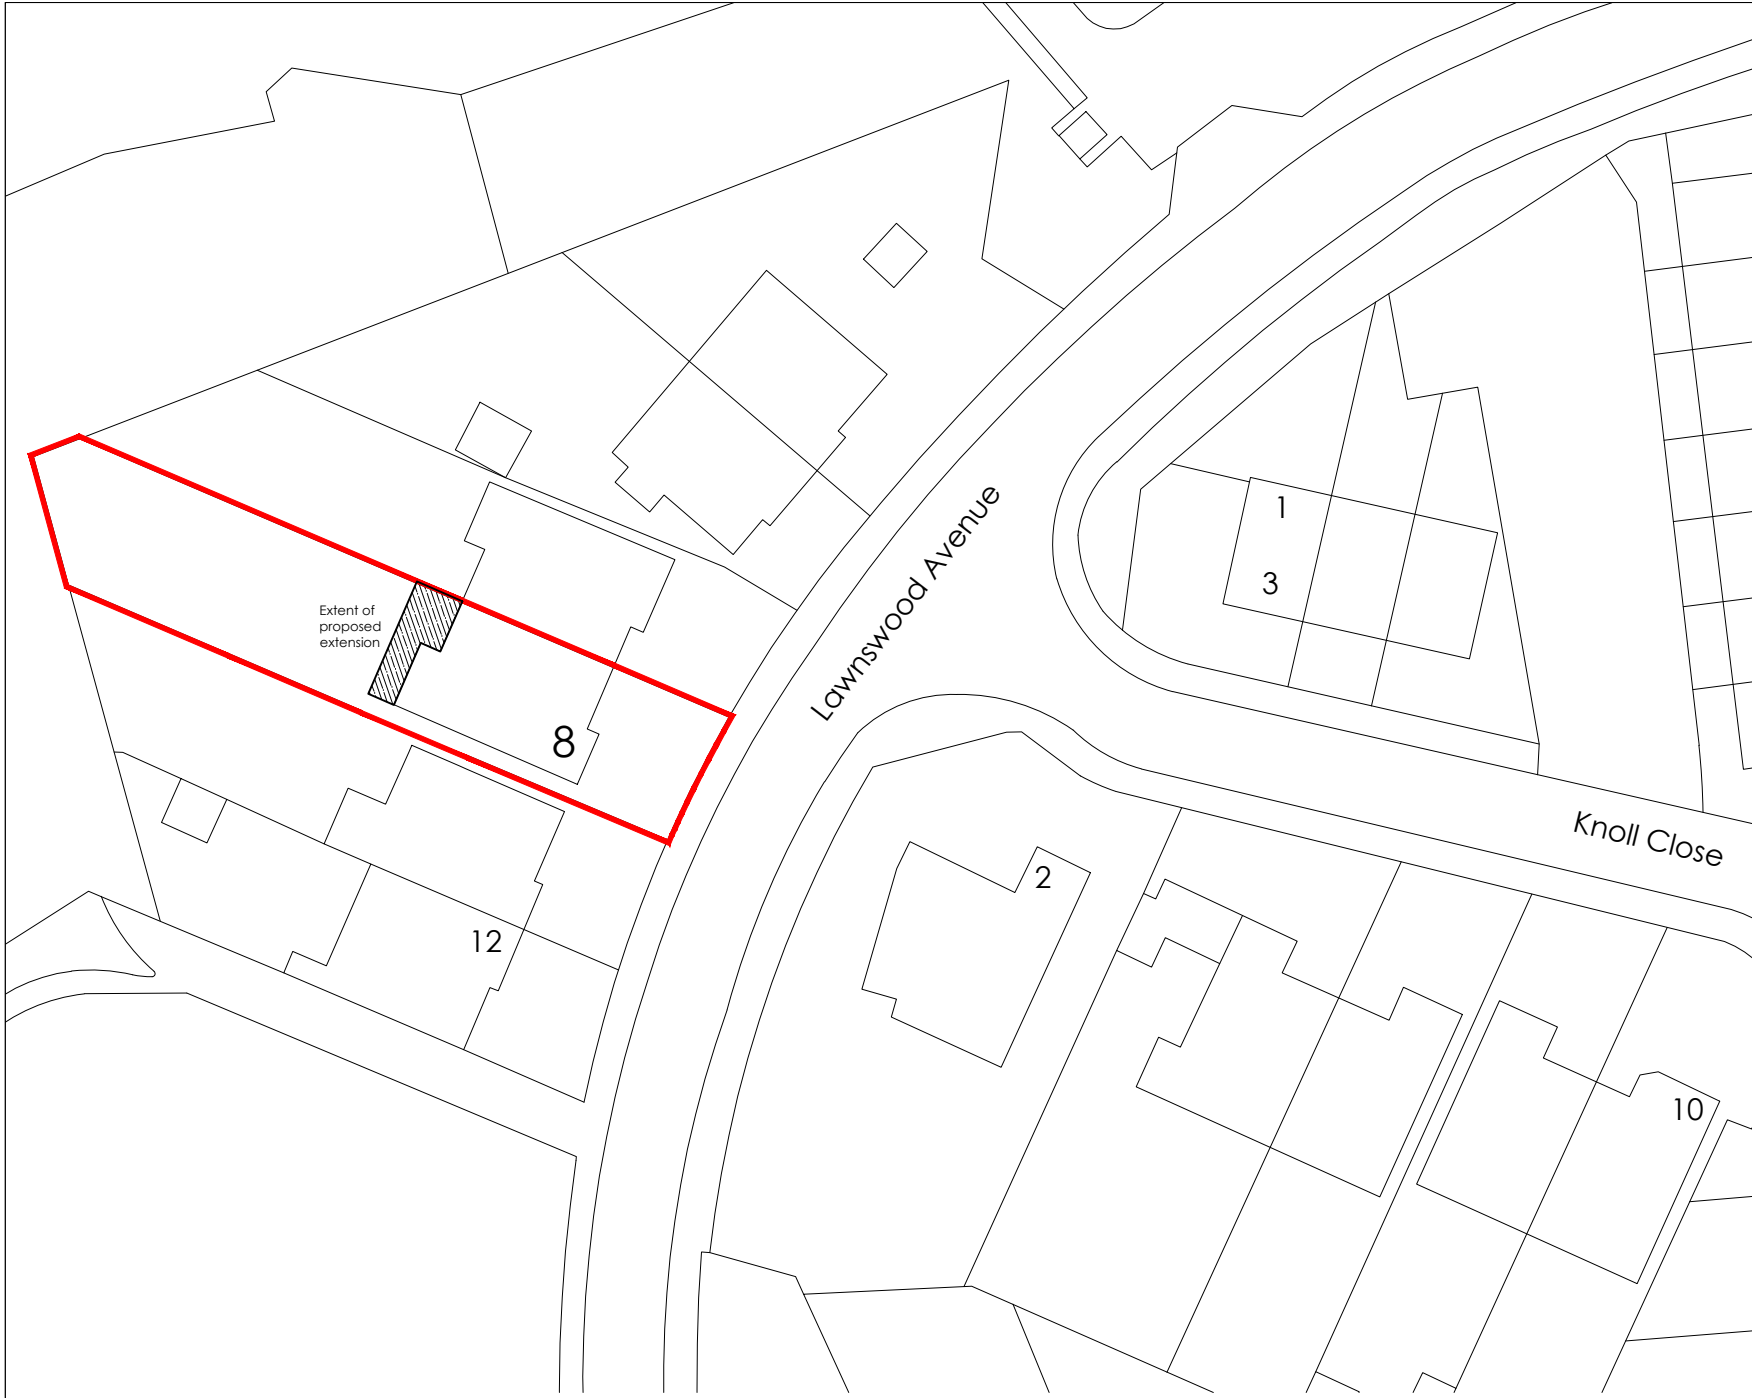 Lawnswood Avenue
1
3
Extent of
proposed
extension
8
Knoll Close
2
12
10